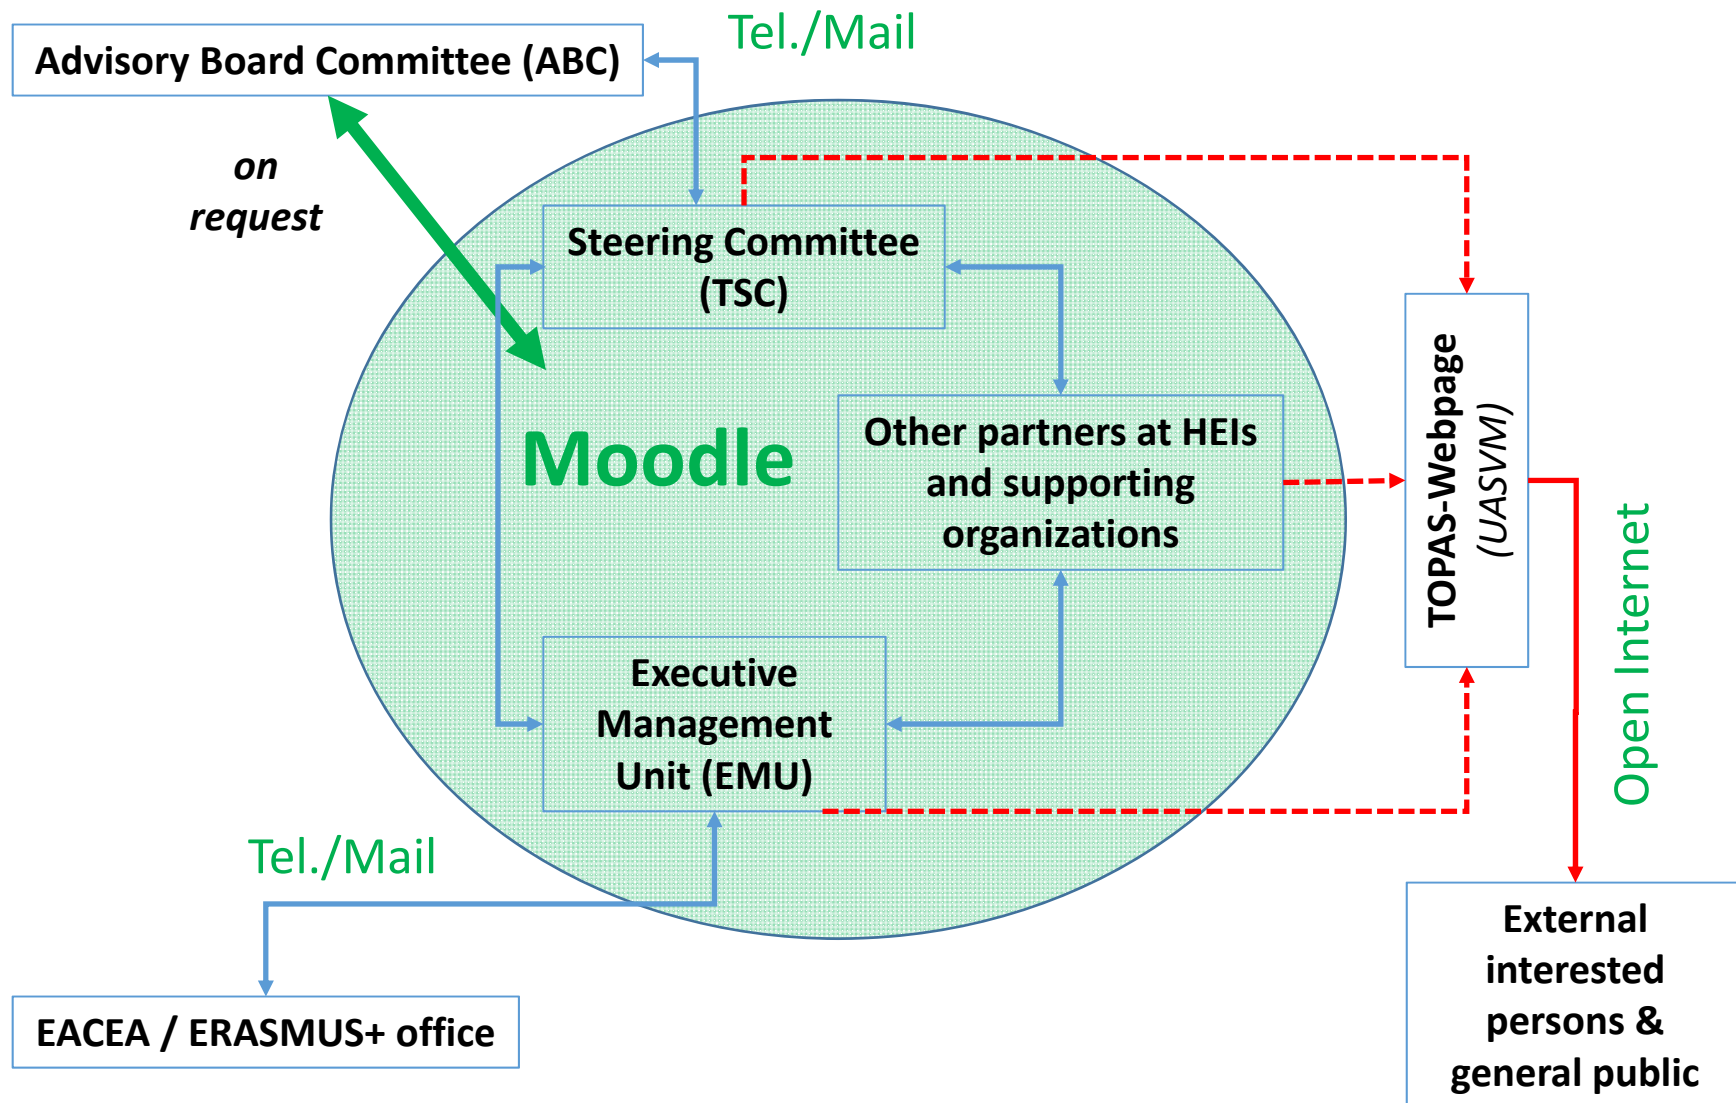 Tel./Mail
Advisory Board Committee (ABC)
on
request
Steering Committee
(TSC)
Moodle
Other partners at HEIs
and supporting
organizations
TOPAS-Webpage
(UASVM)
Open Internet
Executive
Management
Unit (EMU)
Tel./Mail
EACEA / ERASMUS+ office
External
interested
persons &
general public